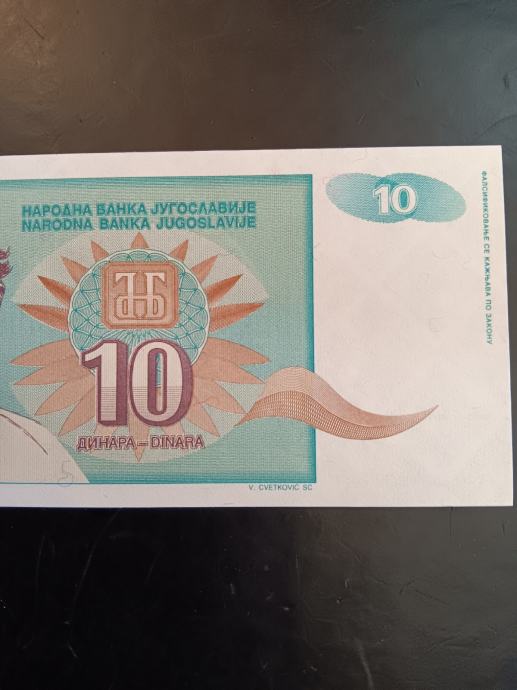 НАРОДНА БАНКА ЈУГОСЛАВИЈЕ
NARODNA BANKA JUGOSLAVIJE
10
10
ДИНАРА – DINARA
V. CVETKOVIĆ SC
ФАЛСИФИКОВАЊЕ СЕ КАЖЊАВА ПО ЗАКОНУ